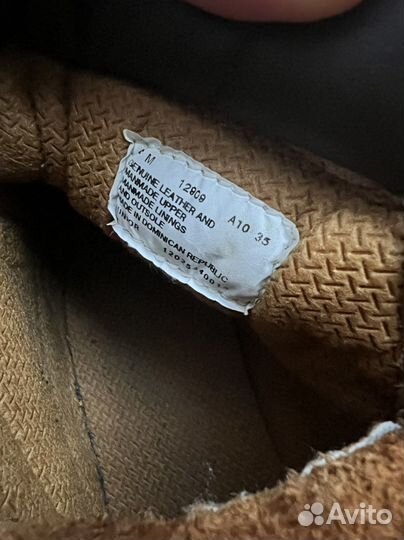 M 12909 A10 35
GENUINE LEATHER AND
MANMADE UPPER
MANMADE LININGS
AND OUTSOLE
MADE IN DOMINICAN REPUBLIC
Avito